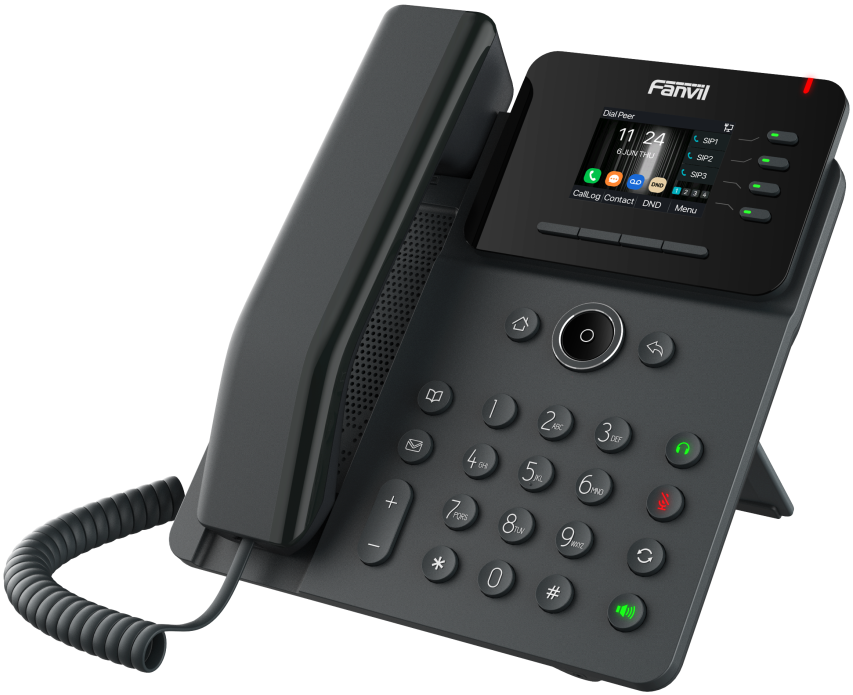 Fanvil
Dial Peer
11 24
6 JUN THU
SIP1
SIP2
SIP3
DND
1 2 3 4
CallLog Contact DND Menu
1
2 ABC
3 DEF
4 GHI
5 JKL
6 MNO
+
7 PQRS
8 TUV
9 WXYZ
−
*
0
#